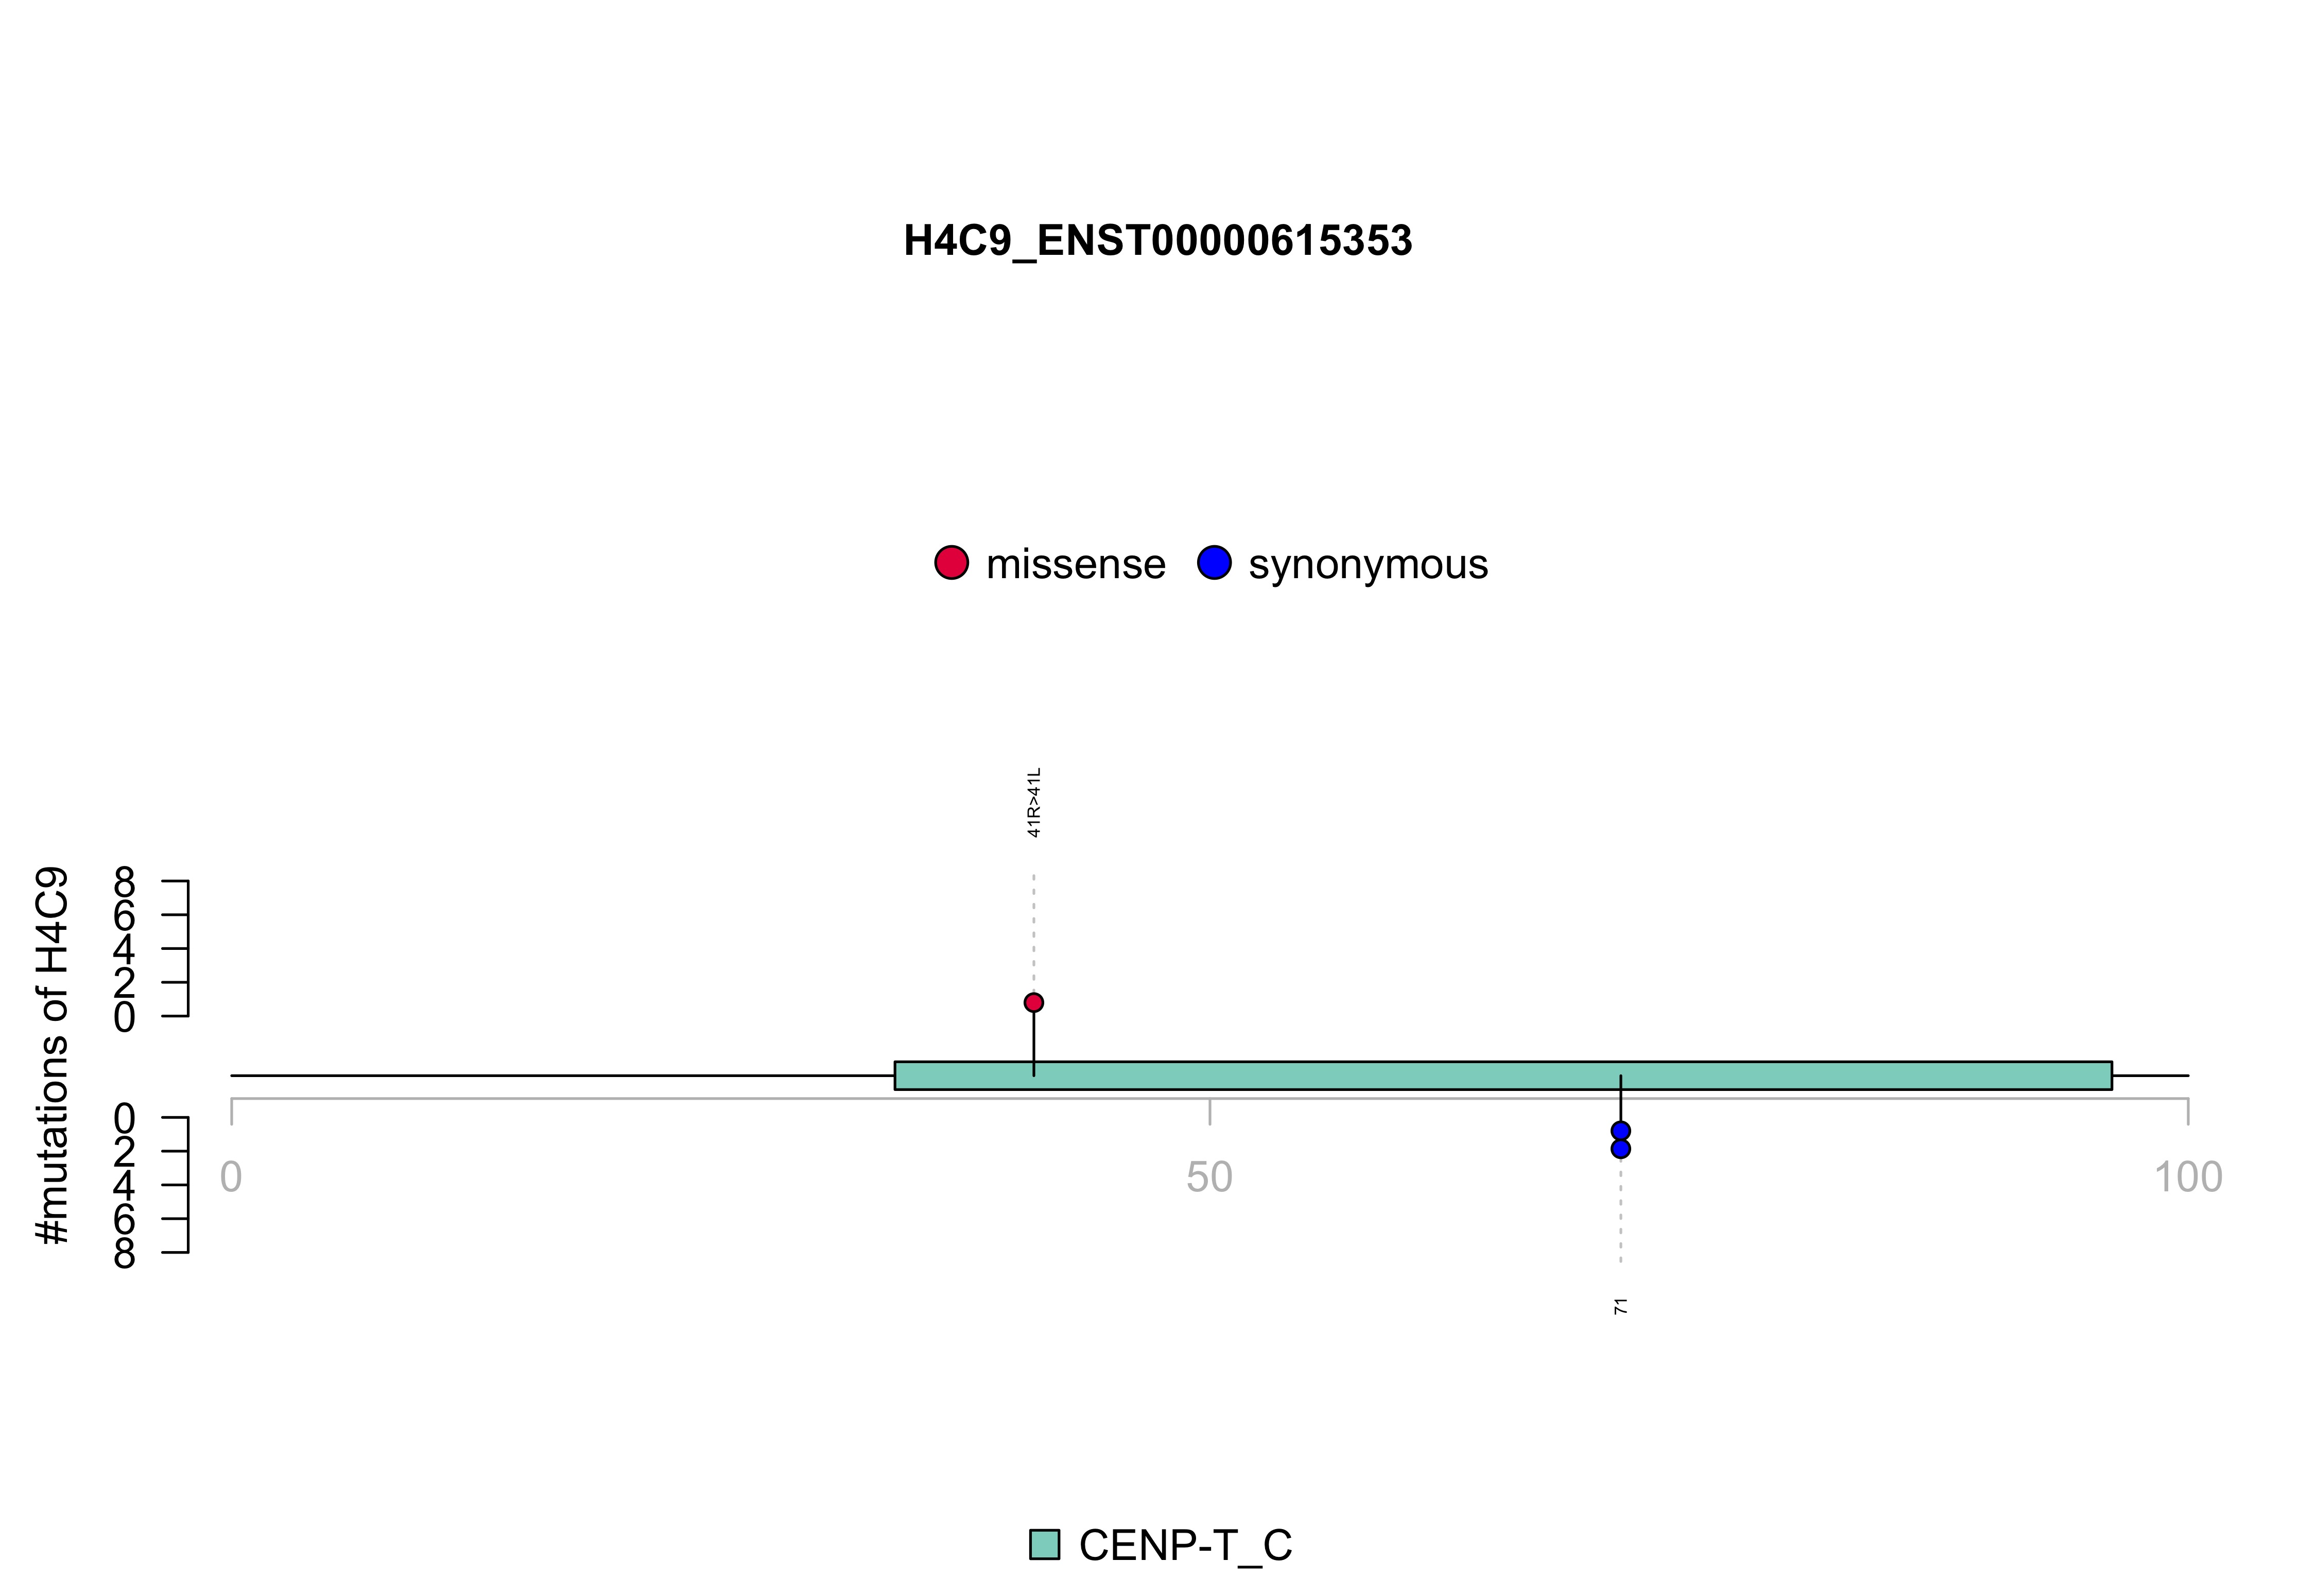 H4C9_ENST00000615353
missense synonymous
41R>41L
#mutations of H4C9
8
6
4
2
0
0
2
4
6
8
0 50 100
71
CENP-T_C